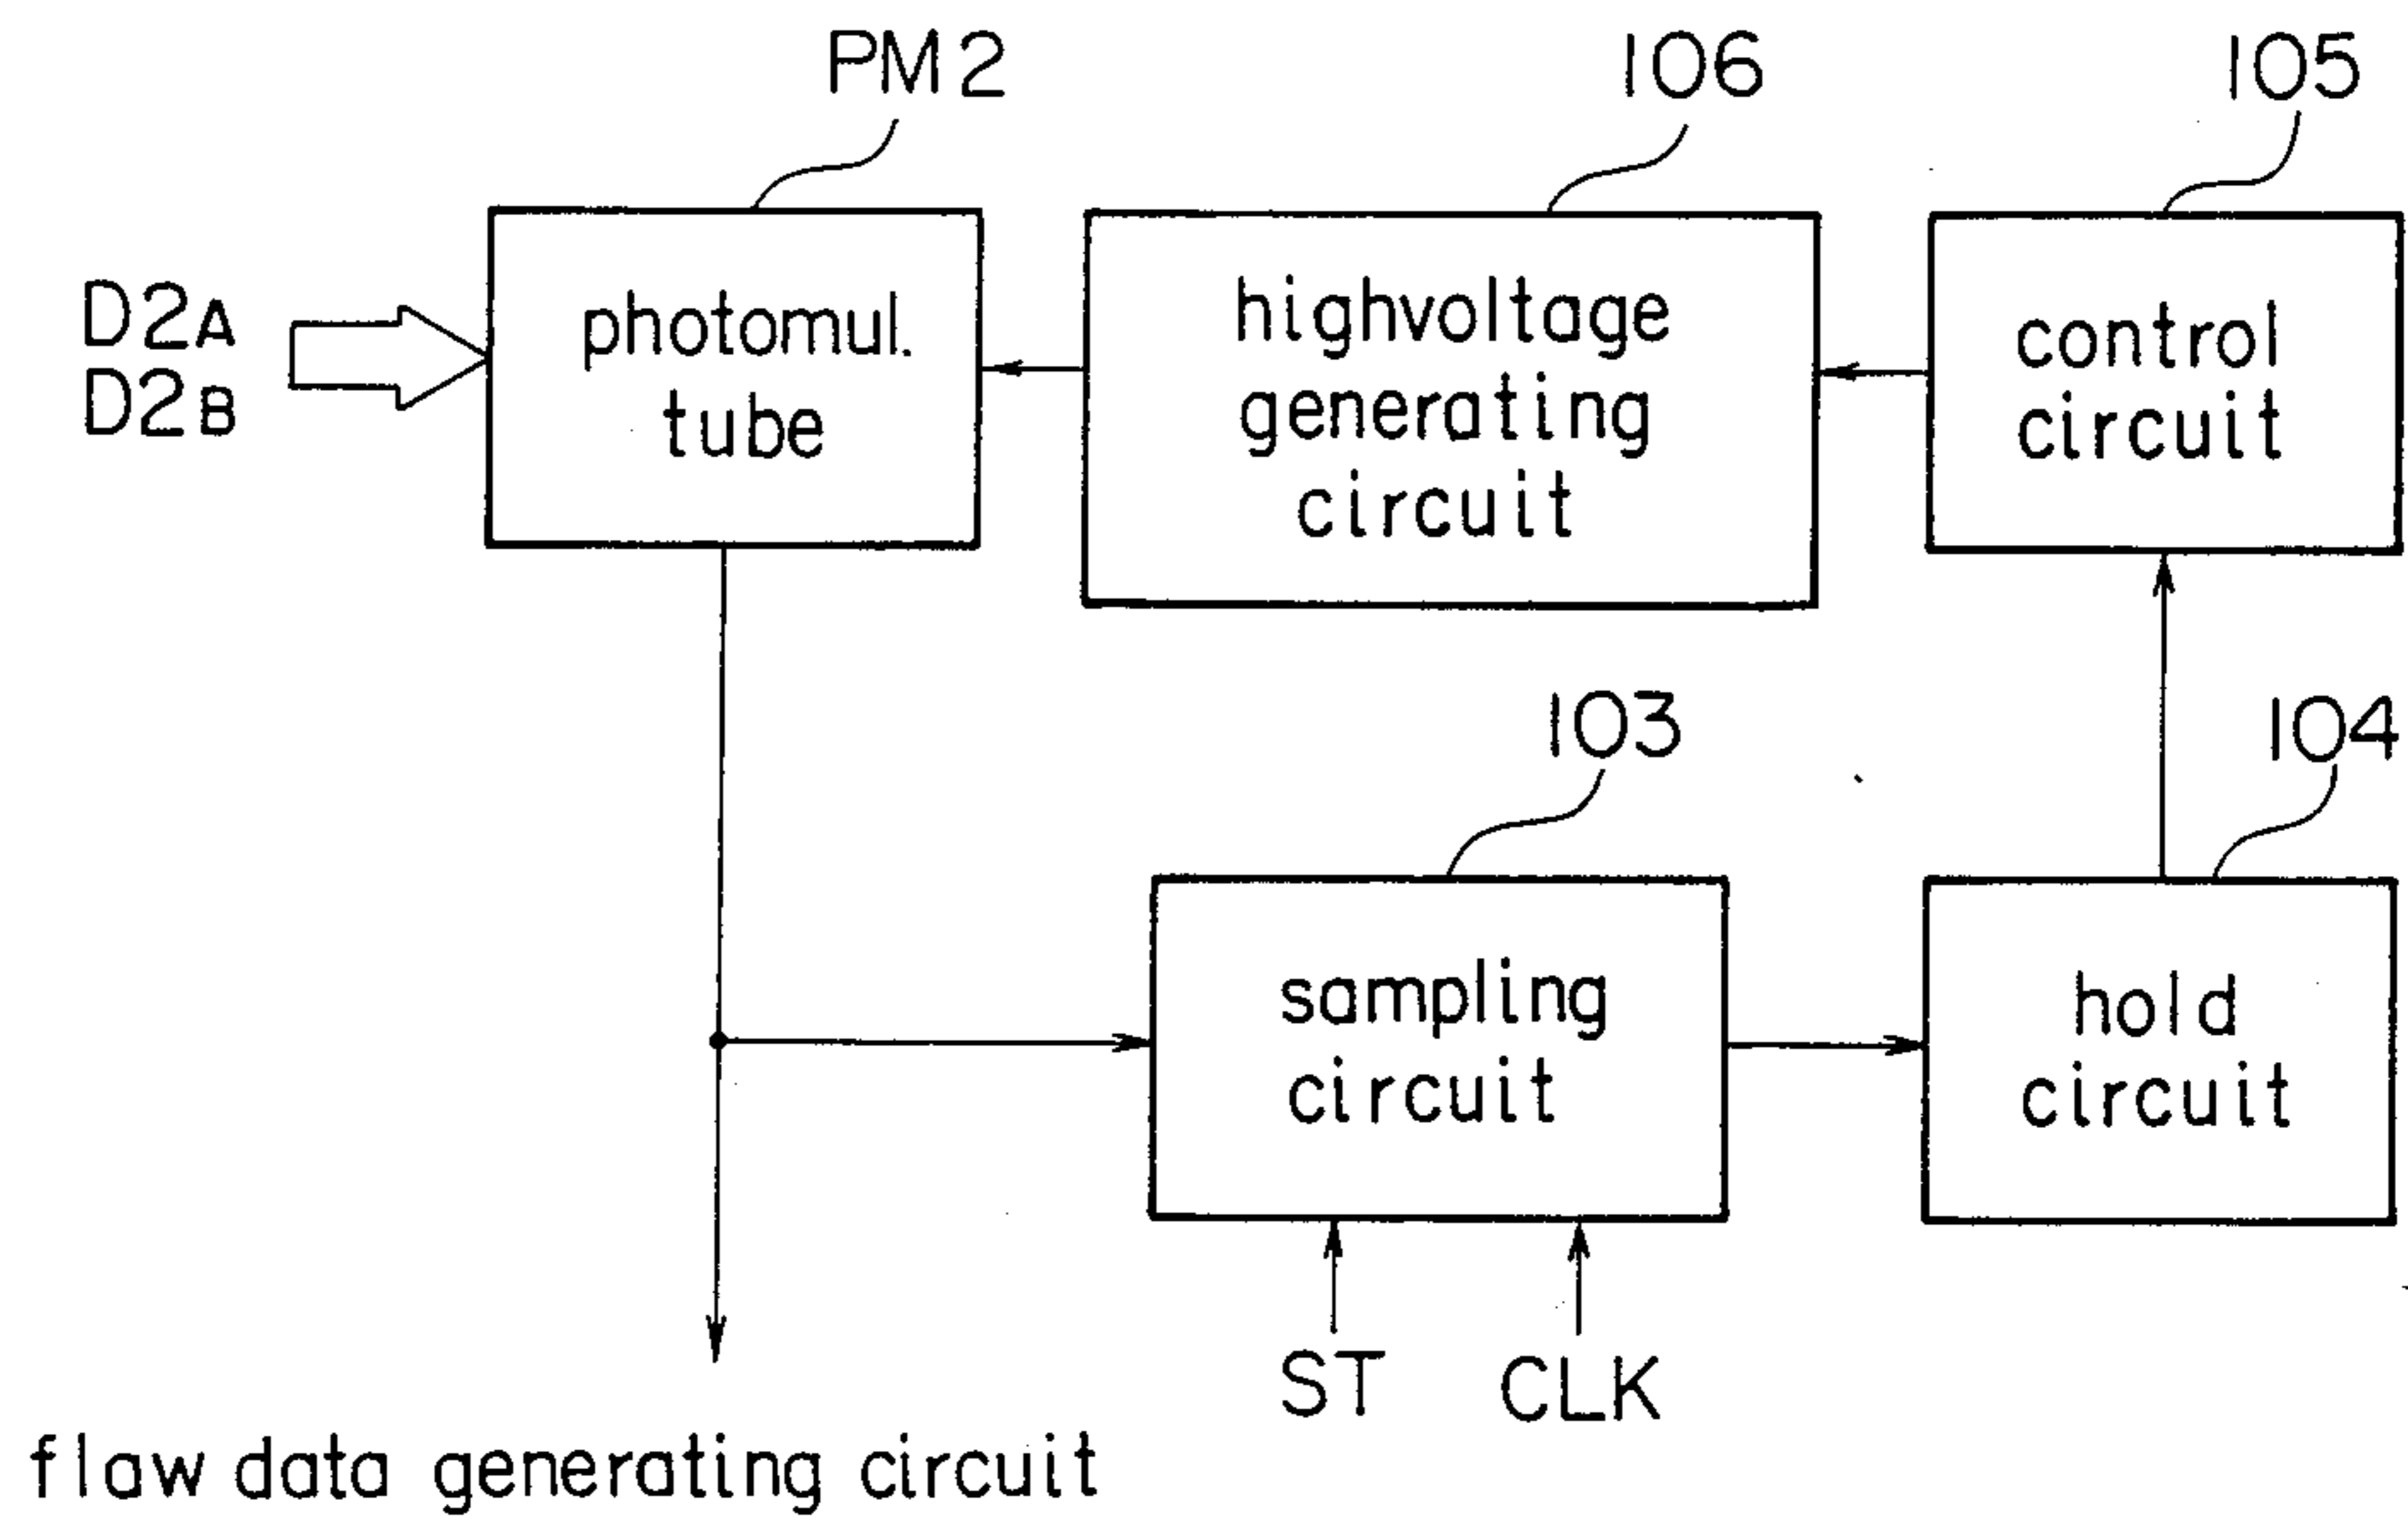 PM2
106
105
D2A
D2B
photomul.
tube
highvoltage
generating
circuit
control
circuit
103
104
sampling
circuit
hold
circuit
ST
CLK
flaw data generating circuit